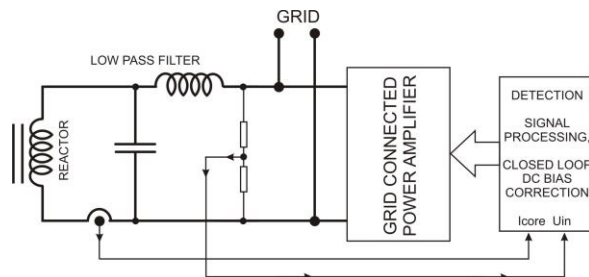 GRID
LOW PASS FILTER
REACTOR
GRID CONNECTED
POWER AMPLIFIER
DETECTION
SIGNAL
PROCESSING,
CLOSED LOOP
DC BIAS
CORRECTION
Icore Uin